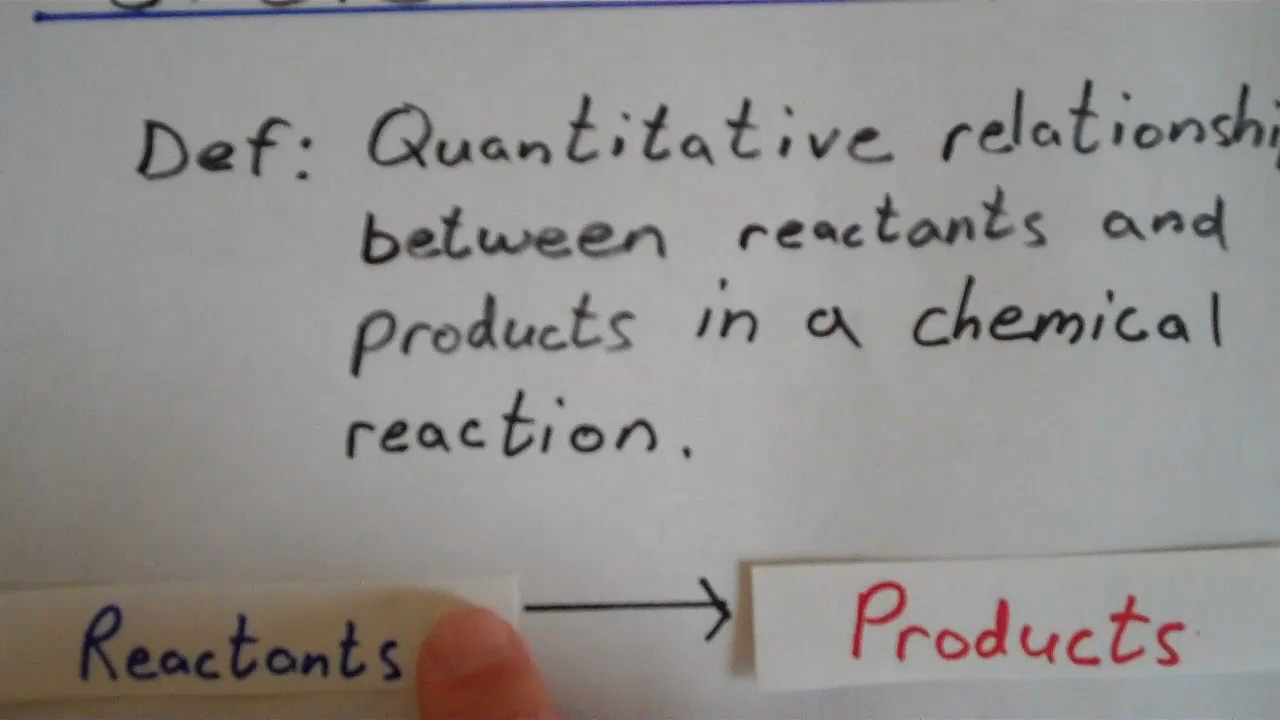 Def: Quantitative relationshi
between reactants and
products in a chemical
reaction.
Reactants → Products